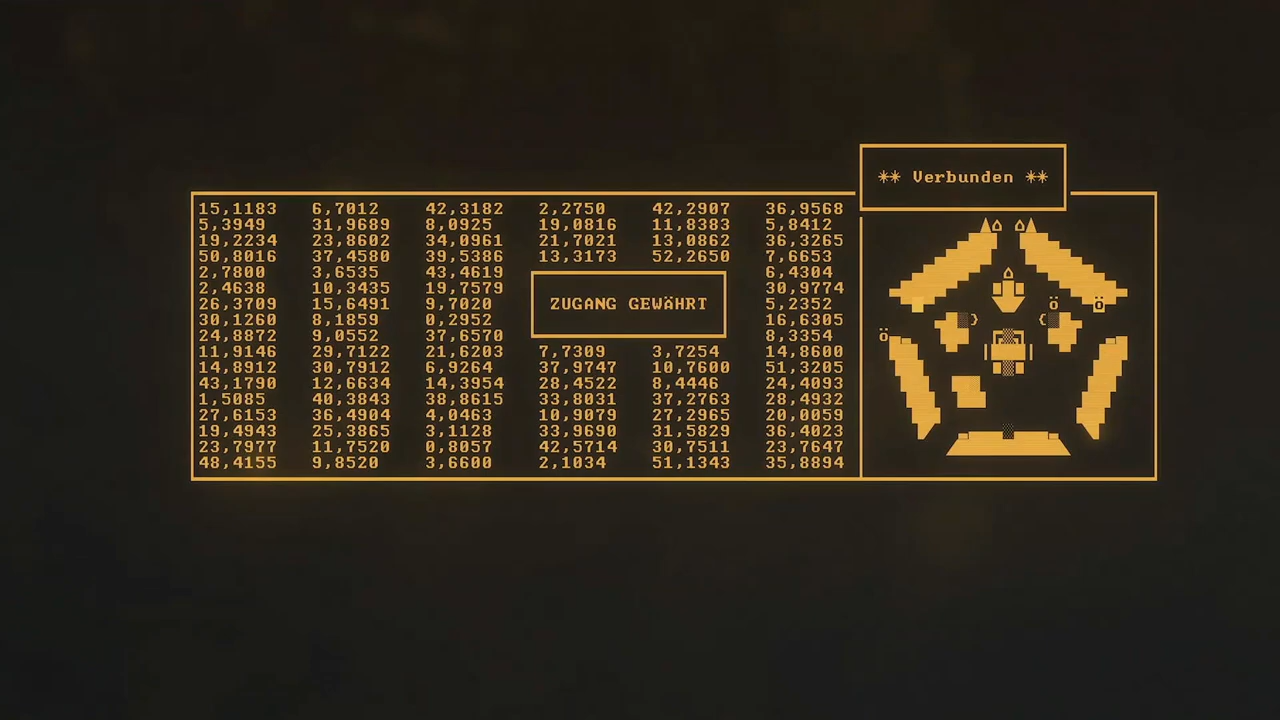 ** Verbunden **
15,1183 6,7012 42,3182 2,2750 42,2907 36,9568
5,3949 31,9689 8,0925 19,0816 11,8383 5,8412
19,2234 23,8602 34,0961 21,7021 13,0862 36,3265
50,8016 37,4580 39,5386 13,3173 52,2650 7,6653
2,7800 3,6535 43,4619 6,4304
2,4638 10,3435 19,7579 30,9774
26,3709 15,6491 9,7020 ZUGANG GEWÄHRT 5,2352
30,1260 8,1859 0,2952 16,6305
24,8872 9,0552 37,6570 8,3354
11,9146 29,7122 21,6203 7,7309 3,7254 14,8600
14,8912 30,7912 6,9264 37,9747 10,7600 51,3205
43,1790 12,6634 14,3954 28,4522 8,4446 24,4093
1,5085 40,3843 38,8615 33,8031 37,2763 28,4932
27,6153 36,4904 4,0463 10,9079 27,2965 20,0059
19,4943 25,3865 3,1128 33,9690 31,5829 36,4023
23,7977 11,7520 0,8057 42,5714 30,7511 23,7647
48,4155 9,8520 3,6600 2,1034 51,1343 35,8894